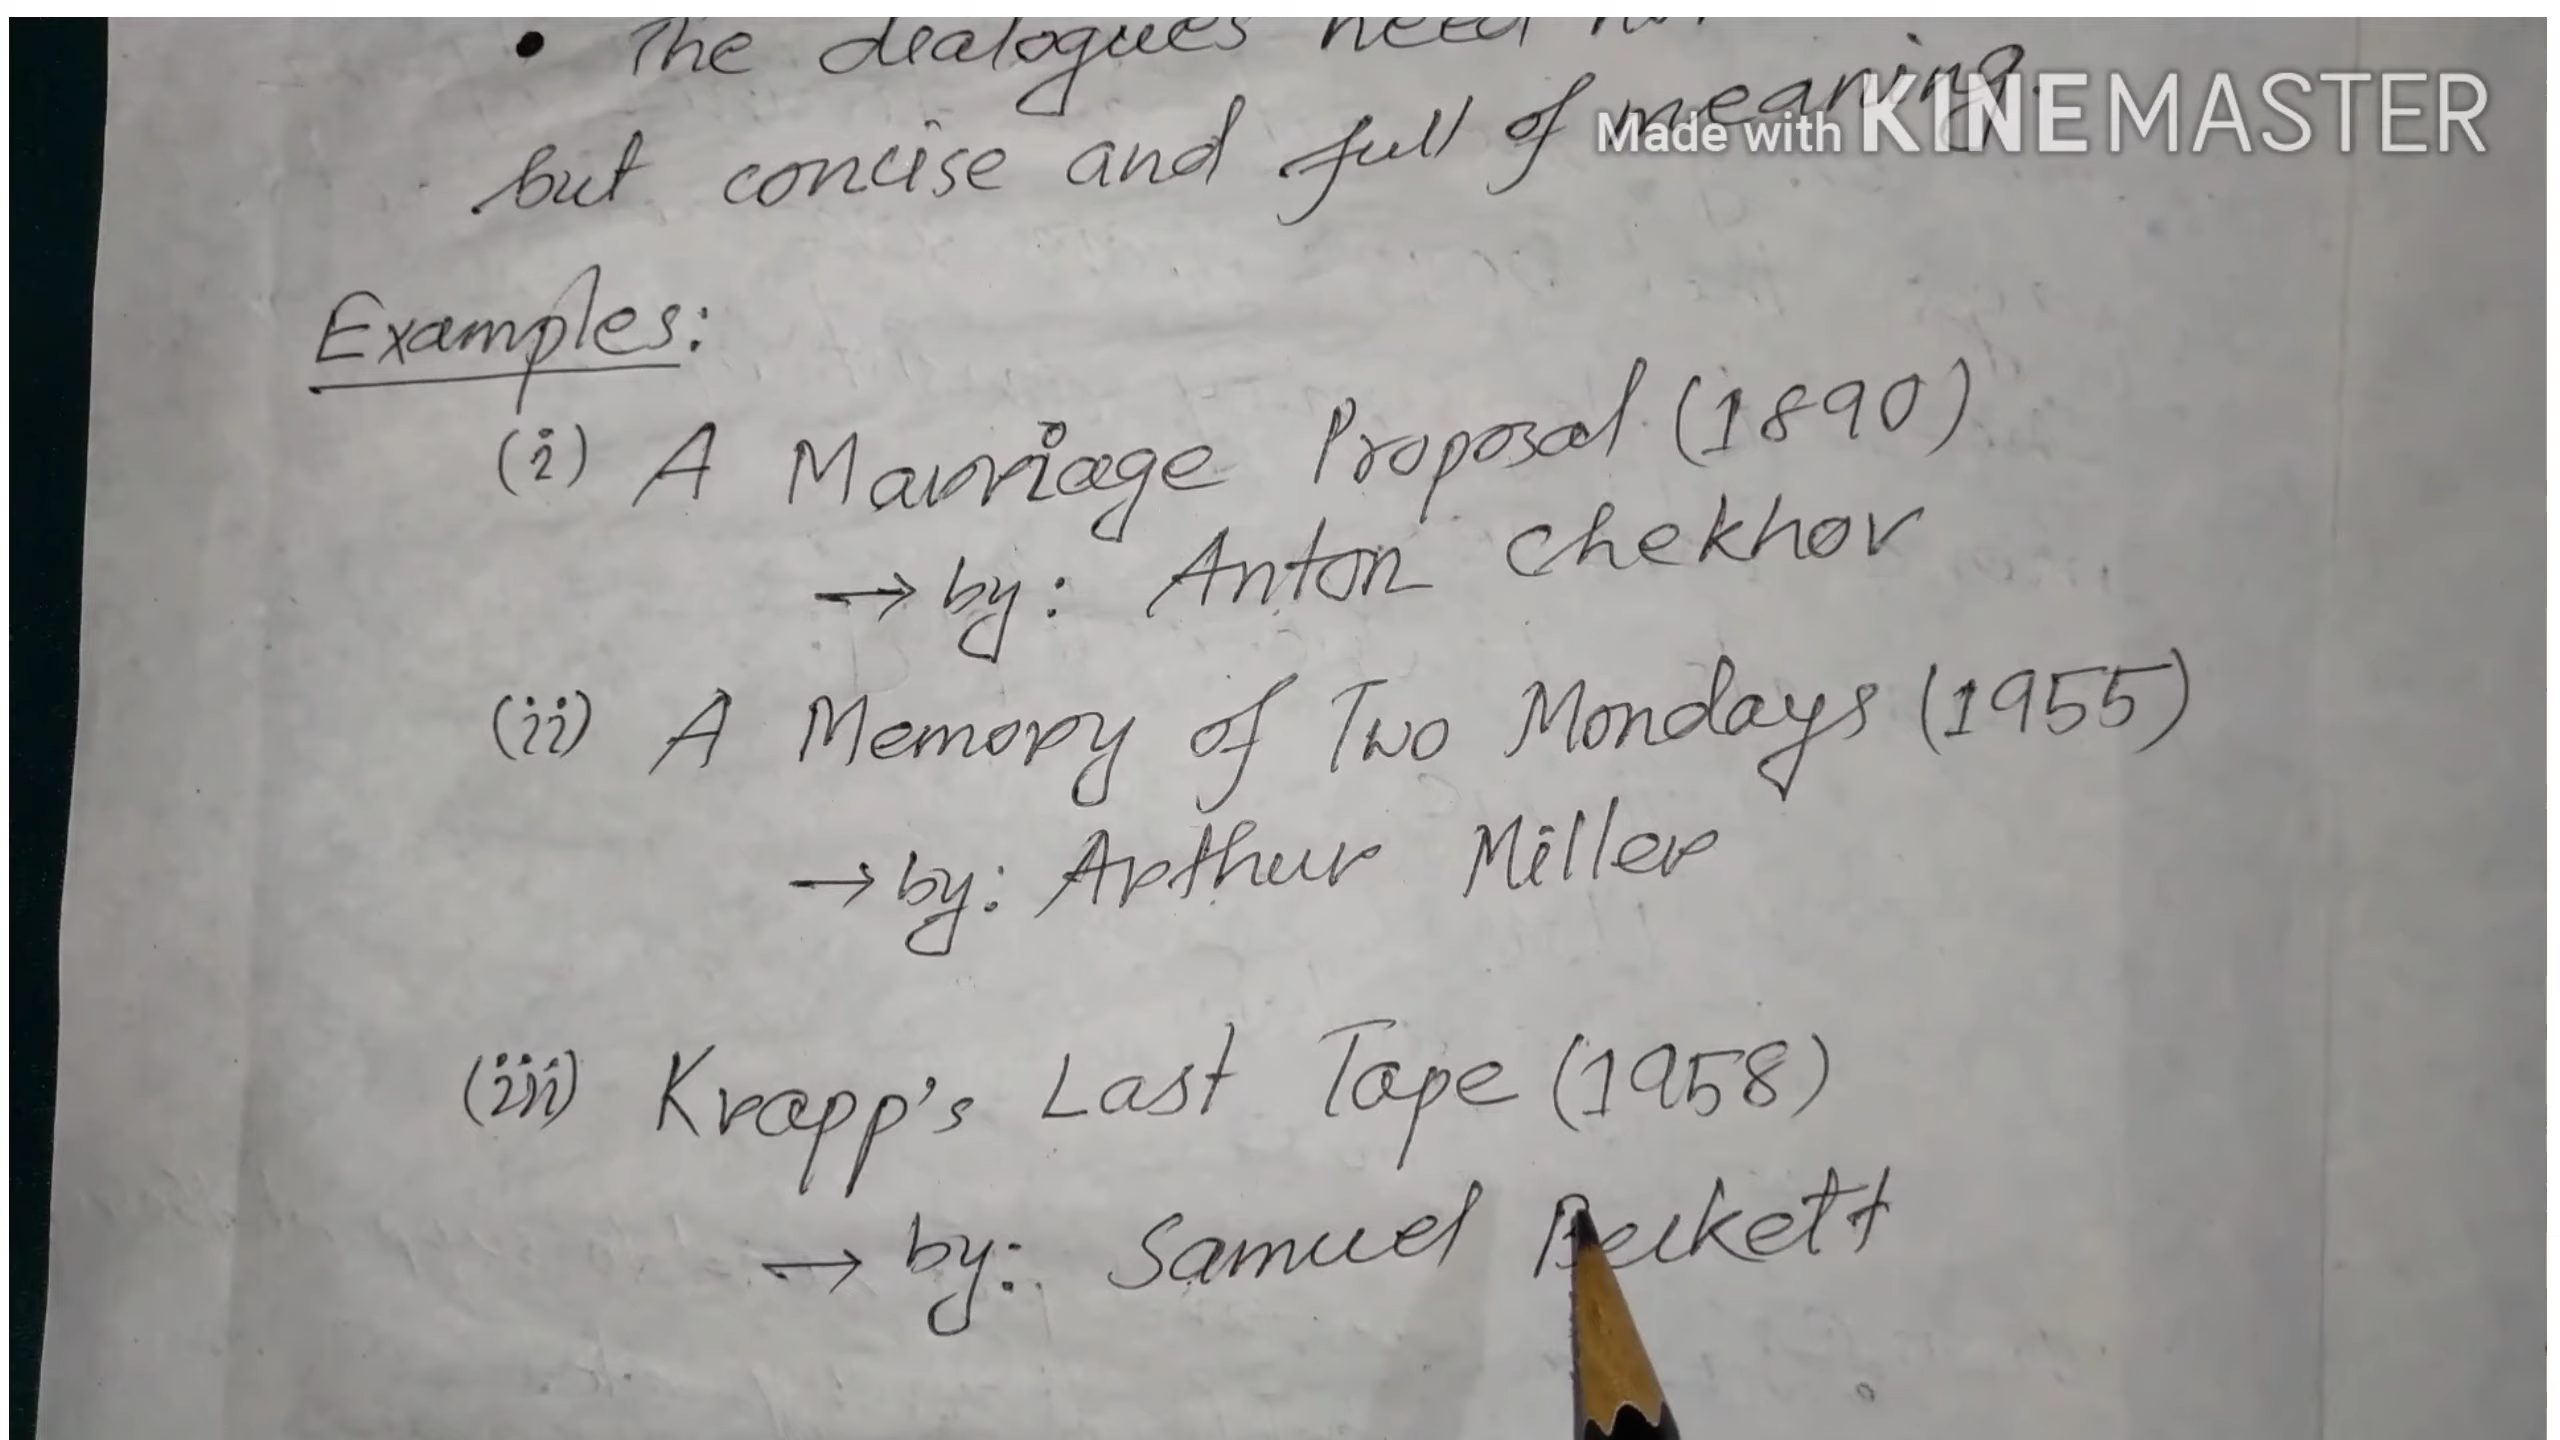 • The dialogues need
but concise and full of meaning.
Made with KINEMASTER
Examples:
(i) A Marriage Proposal (1890)
→ by: Anton Chekhov
(ii) A Memory of Two Mondays (1955)
→ by: Arthur Miller
(iii) Krapp's Last Tape (1958)
→ by: Samuel Beckett